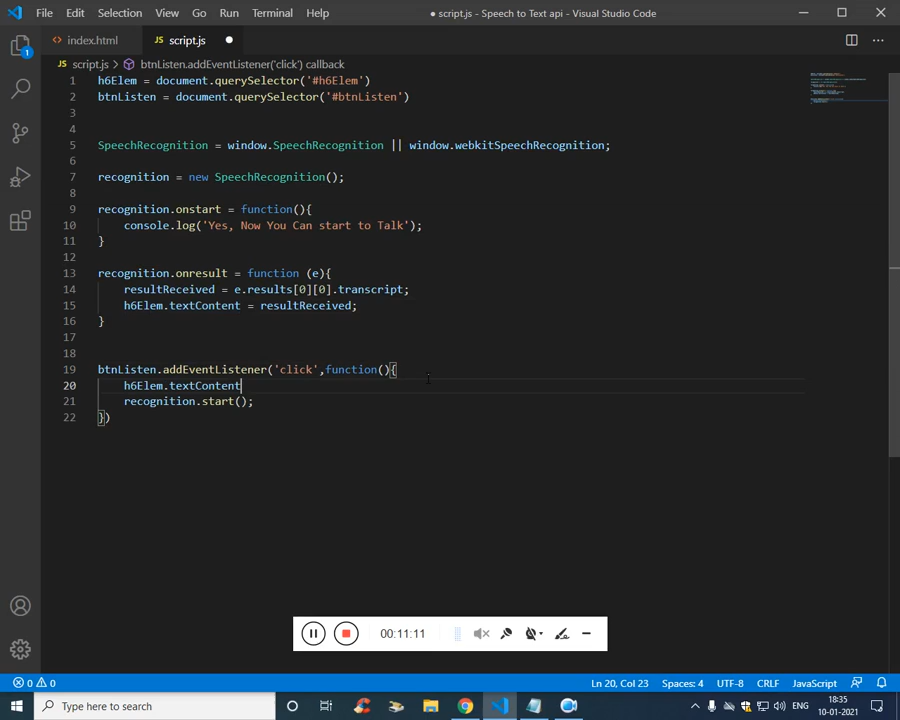 File Edit Selection View Go Run Terminal Help
● script.js - Speech to Text api - Visual Studio Code
<> index.html
JS script.js ●
JS script.js > btnListen.addEventListener('click') callback
1 h6Elem = document.querySelector('#h6Elem')
2 btnListen = document.querySelector('#btnListen')
3
4
5 SpeechRecognition = window.SpeechRecognition || window.webkitSpeechRecognition;
6
7 recognition = new SpeechRecognition();
8
9 recognition.onstart = function(){
10 console.log('Yes, Now You Can start to Talk');
11 }
12
13 recognition.onresult = function (e){
14 resultReceived = e.results[0][0].transcript;
15 h6Elem.textContent = resultReceived;
16 }
17
18
19 btnListen.addEventListener('click',function(){
20 h6Elem.textContent
21 recognition.start();
22 })
1
00:11:11
0 0 Ln 20, Col 23 Spaces: 4 UTF-8 CRLF JavaScript
Type here to search
ENG
18:35
10-01-2021